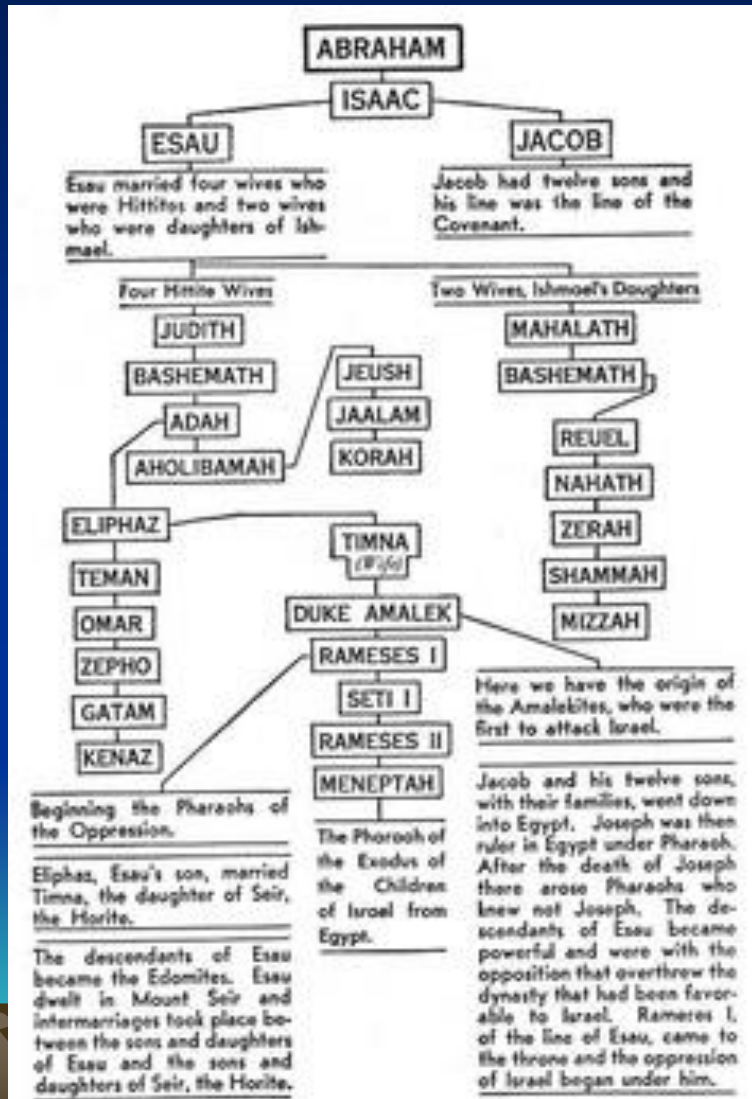 ABRAHAM
ISAAC
ESAU
JACOB
Esau married four wives who
were Hittites and two wives
who were daughters of Ish-
mael.
Jacob had twelve sons and
his line was the line of the
Covenant.
Four Hittite Wives
Two Wives, Ishmael's Daughters
JUDITH
BASHEMATH
ADAH
AHOLIBAMAH
JEUSH
JAALAM
KORAH
MAHALATH
BASHEMATH
REUEL
NAHATH
ZERAH
SHAMMAH
MIZZAH
ELIPHAZ
TEMAN
OMAR
ZEPHO
GATAM
KENAZ
TIMNA
(Wife)
DUKE AMALEK
RAMESES I
SETI I
RAMESES II
MENEPTAH
Here we have the origin of
the Amalekites, who were the
first to attack Israel.
Beginning the Pharaohs of
the Oppression.
Eliphaz, Esau's son, married
Timna, the daughter of Seir,
the Horite.
The descendants of Esau
became the Edomites. Esau
dwelt in Mount Seir and
intermarriages took place be-
tween the sons and daughters
of Esau and the sons and
daughters of Seir, the Horite.
The Pharaoh of
the Exodus of
the Children
of Israel from
Egypt.
Jacob and his twelve sons,
with their families, went down
into Egypt. Joseph was then
ruler in Egypt under Pharaoh.
After the death of Joseph
there arose Pharaohs who
knew not Joseph. The de-
scendants of Esau became
powerful and were with the
opposition that overthrew the
dynasty that had been favor-
able to Israel. Rameses I,
of the line of Esau, came to
the throne and the oppression
of Israel began under him.